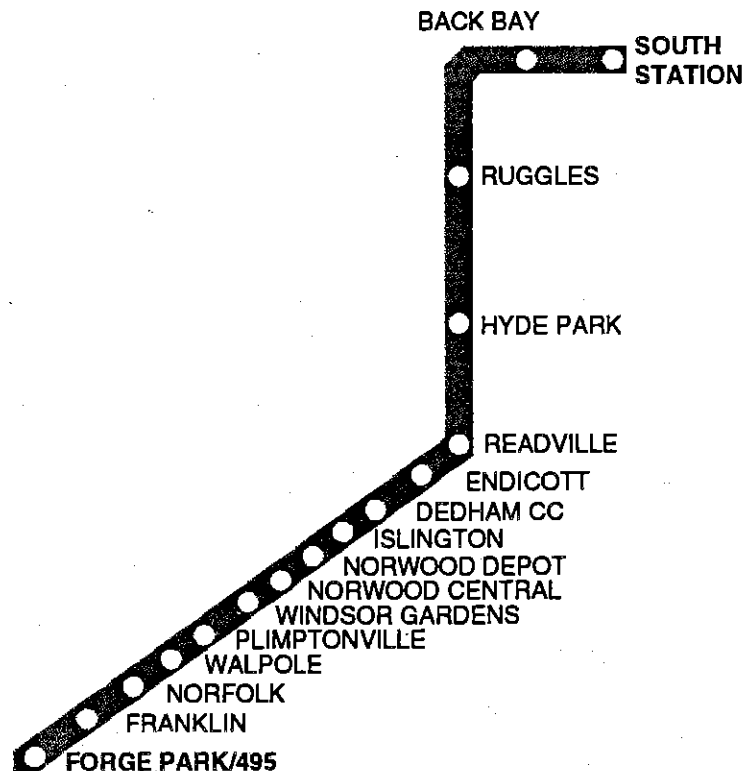 BACK BAY
SOUTH
STATION
RUGGLES
HYDE PARK
READVILLE
ENDICOTT
DEDHAM CC
ISLINGTON
NORWOOD DEPOT
NORWOOD CENTRAL
WINDSOR GARDENS
PLIMPTONVILLE
WALPOLE
NORFOLK
FRANKLIN
FORGE PARK/495